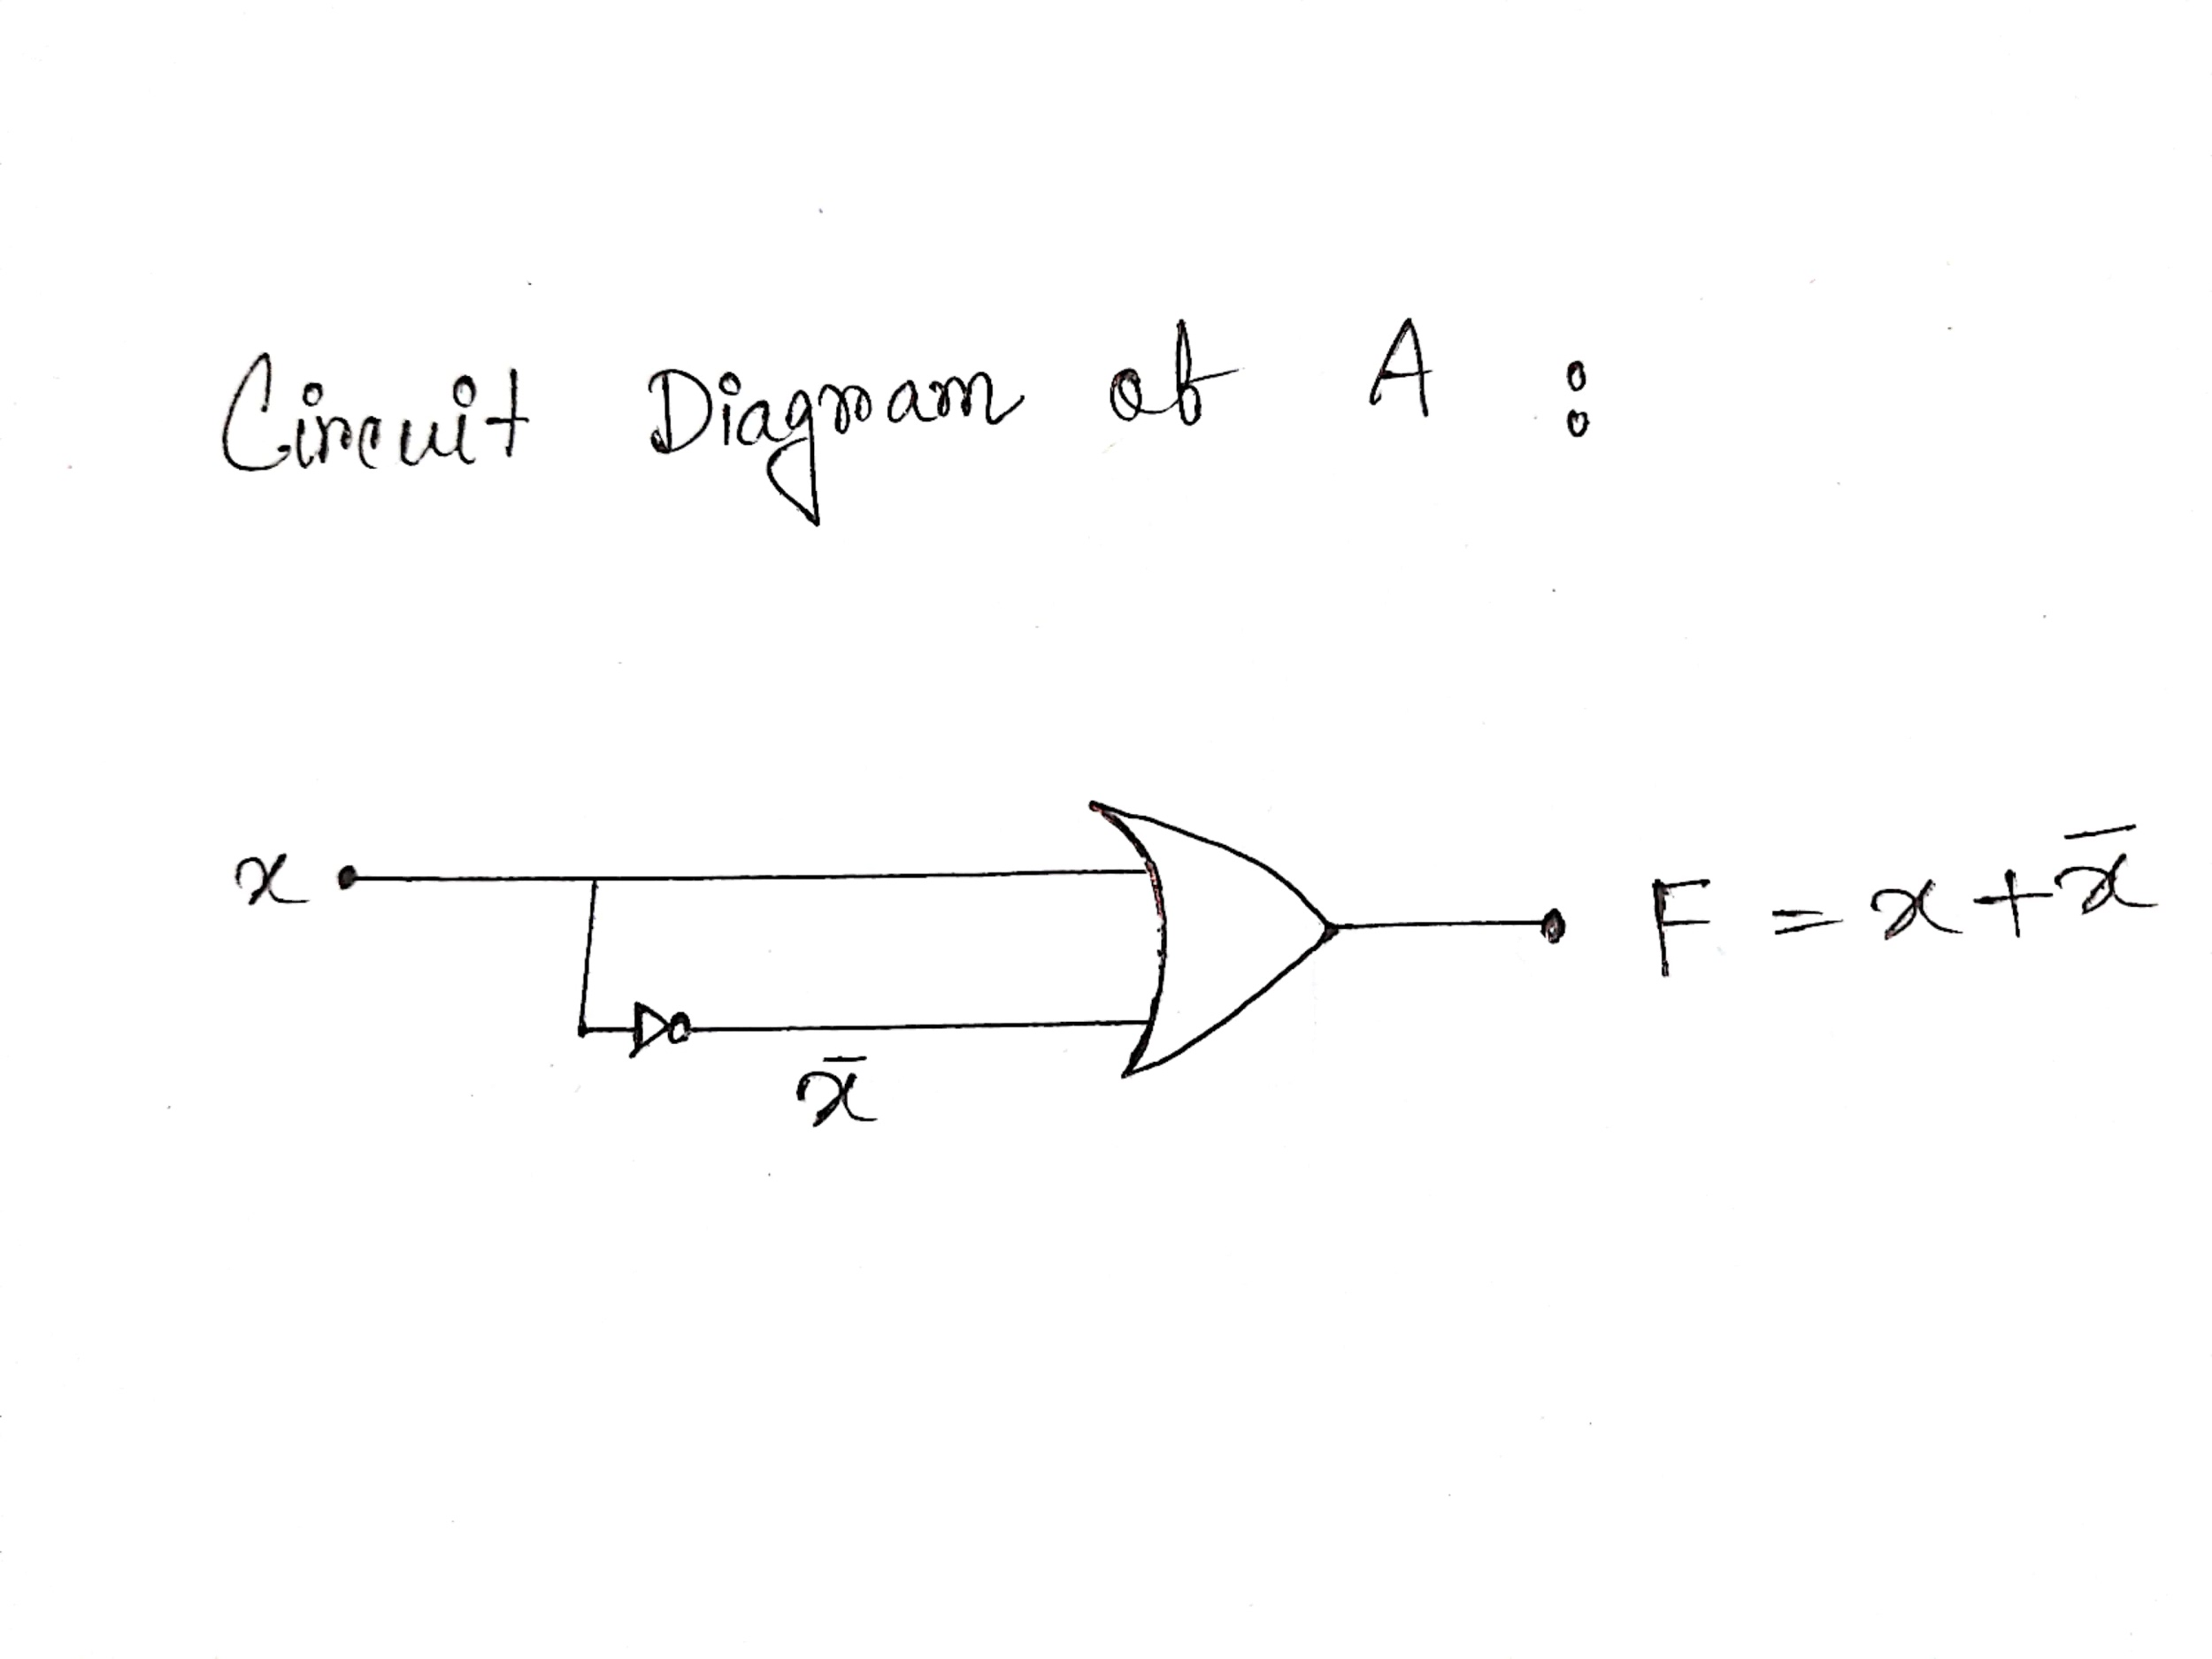 Circuit Diagram of A :
x
F = x + x̄
x̄